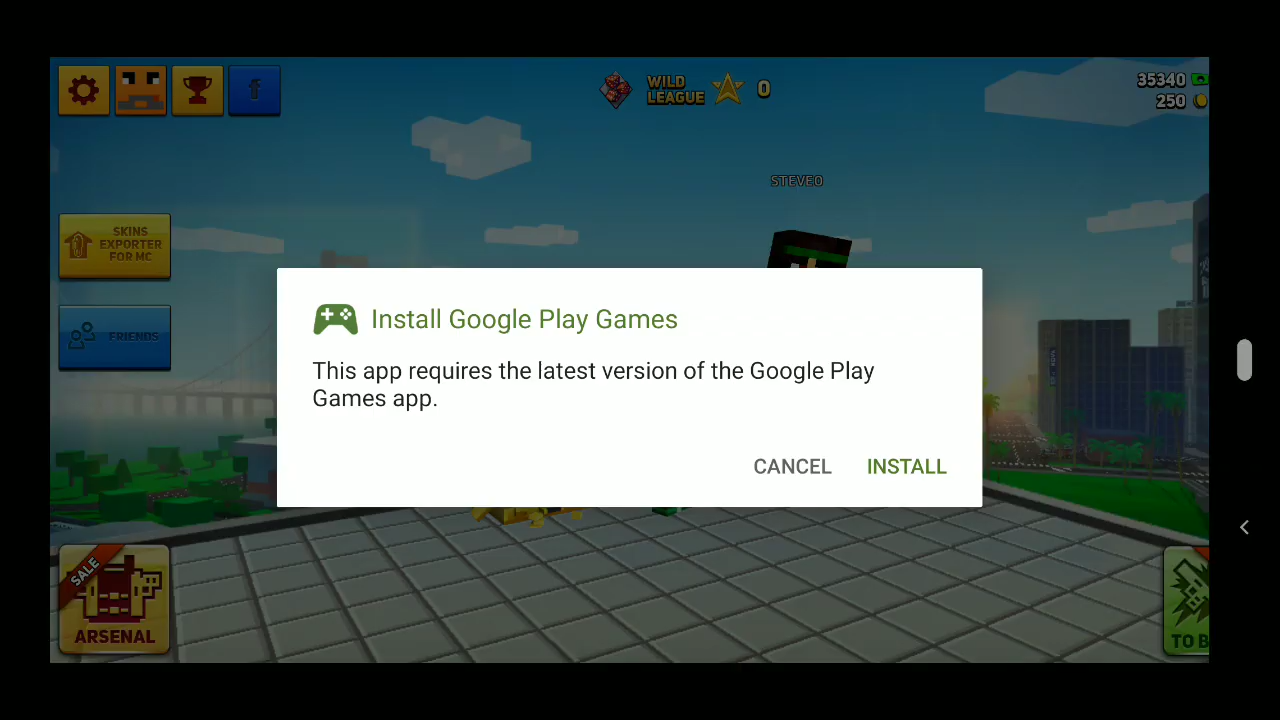 WILD
LEAGUE
0
35340
250
STEVEO
SKINS
EXPORTER
FOR MC
FRIENDS
Install Google Play Games
This app requires the latest version of the Google Play
Games app.
CANCEL
INSTALL
SALE
ARSENAL
TO B